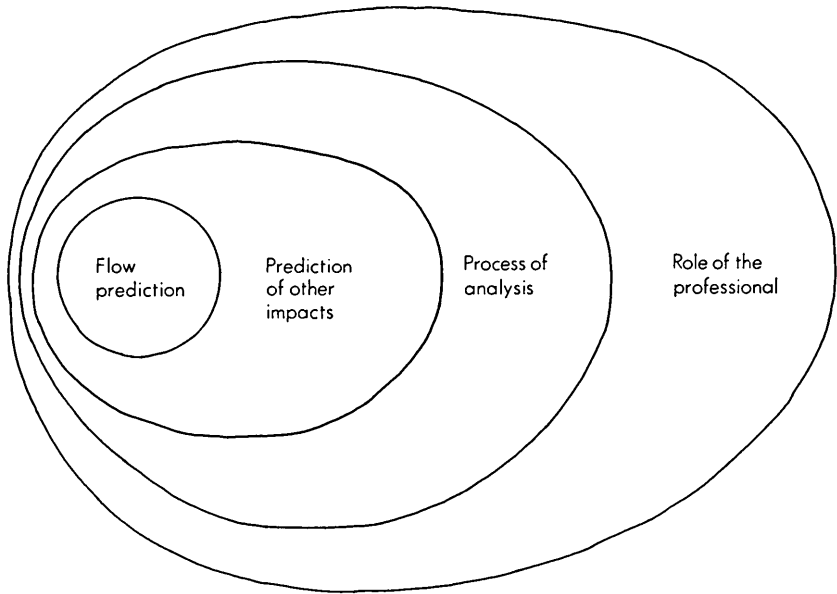 Flow
prediction
Prediction
of other
impacts
Process of
analysis
Role of the
professional